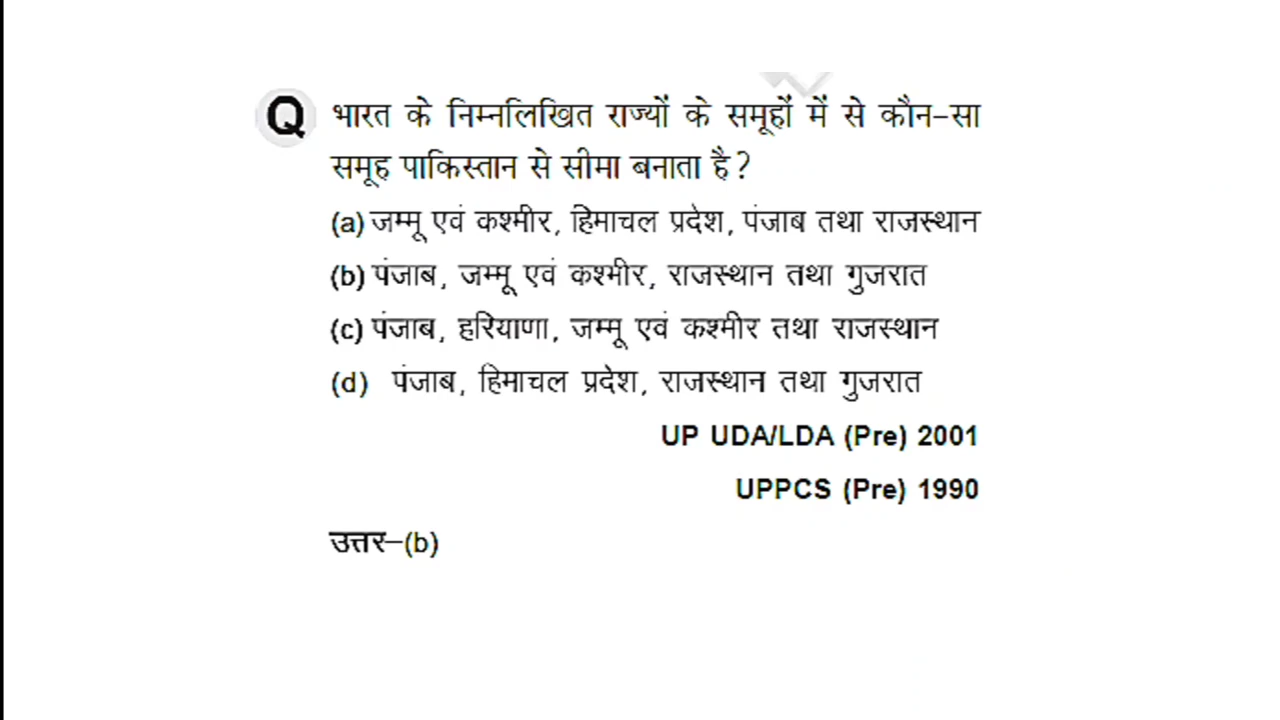 Q भारत के निम्नलिखित राज्यों के समूहों में से कौन-सा
समूह पाकिस्तान से सीमा बनाता है?
(a) जम्मू एवं कश्मीर, हिमाचल प्रदेश, पंजाब तथा राजस्थान
(b) पंजाब, जम्मू एवं कश्मीर, राजस्थान तथा गुजरात
(c) पंजाब, हरियाणा, जम्मू एवं कश्मीर तथा राजस्थान
(d) पंजाब, हिमाचल प्रदेश, राजस्थान तथा गुजरात
UP UDA/LDA (Pre) 2001
UPPCS (Pre) 1990
उत्तर–(b)